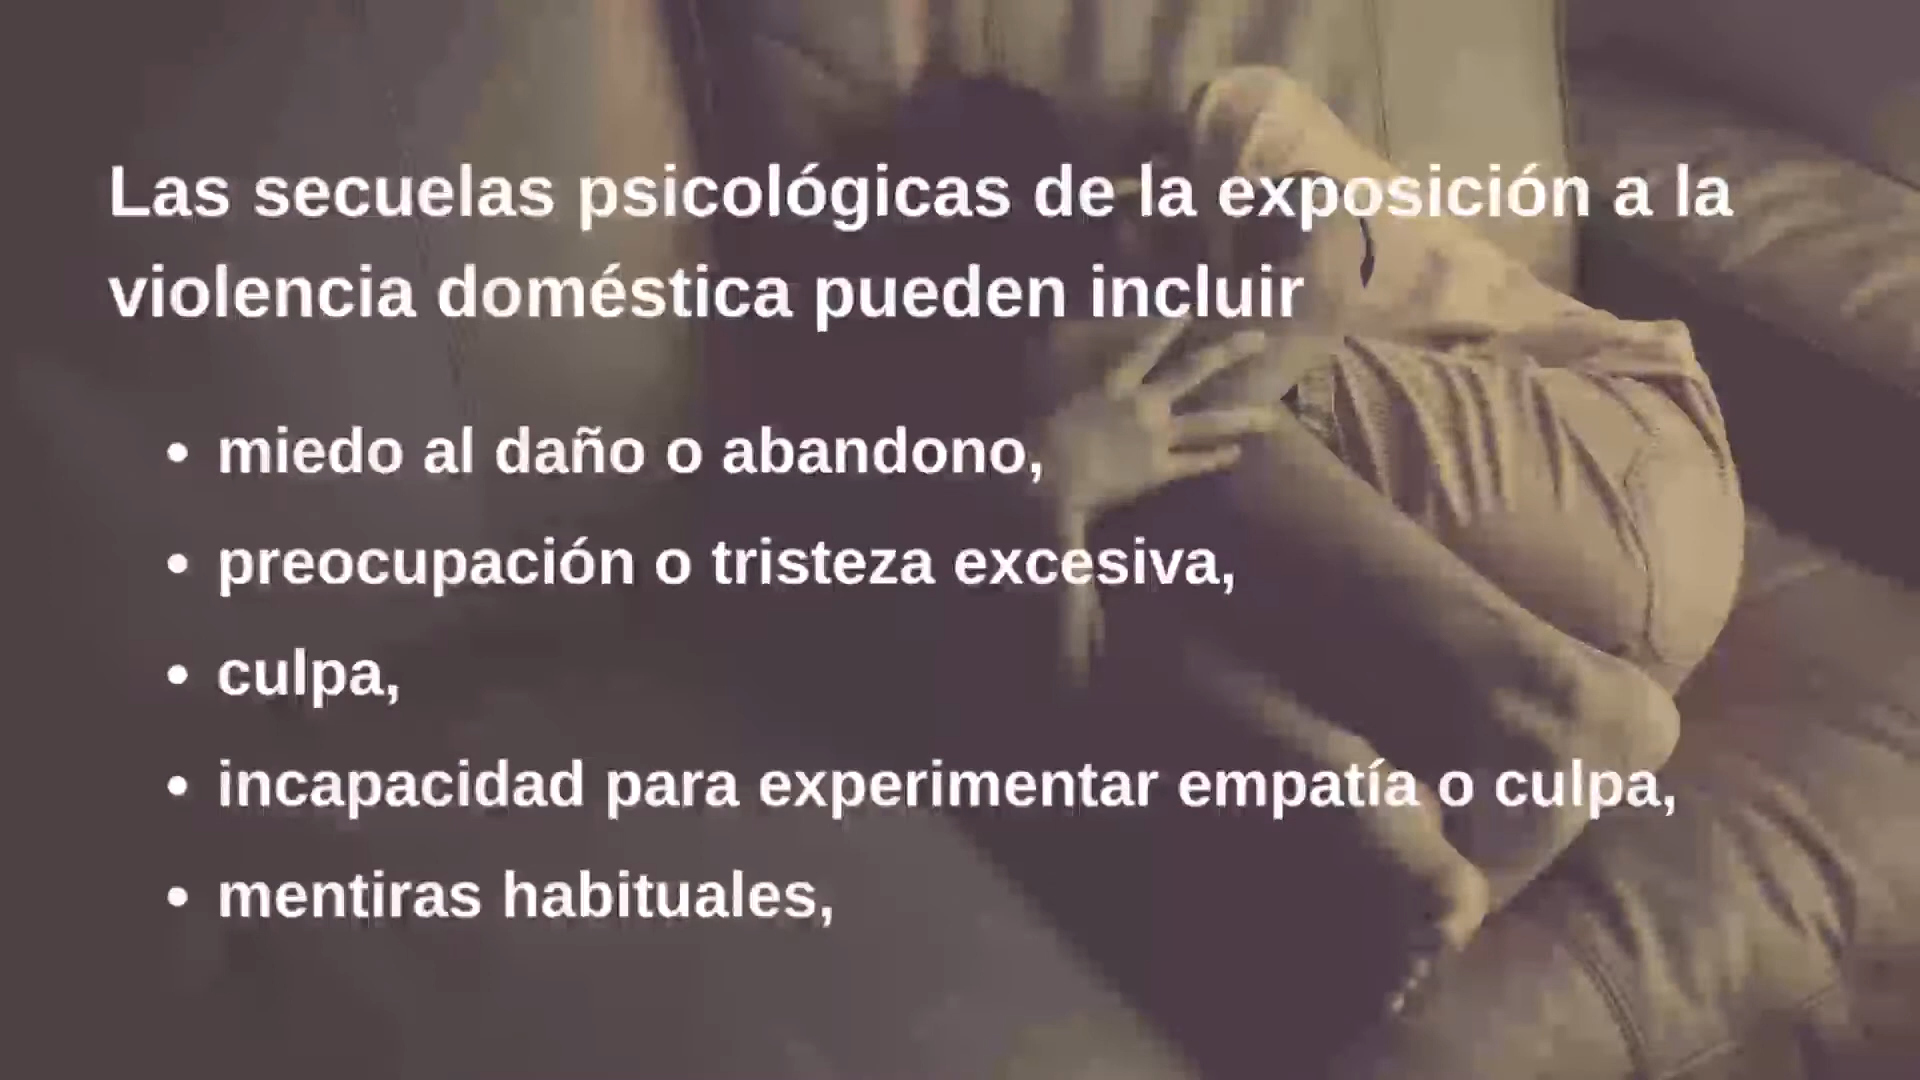 Las secuelas psicológicas de la exposición a la
violencia doméstica pueden incluir
• miedo al daño o abandono,
• preocupación o tristeza excesiva,
• culpa,
• incapacidad para experimentar empatía o culpa,
• mentiras habituales,